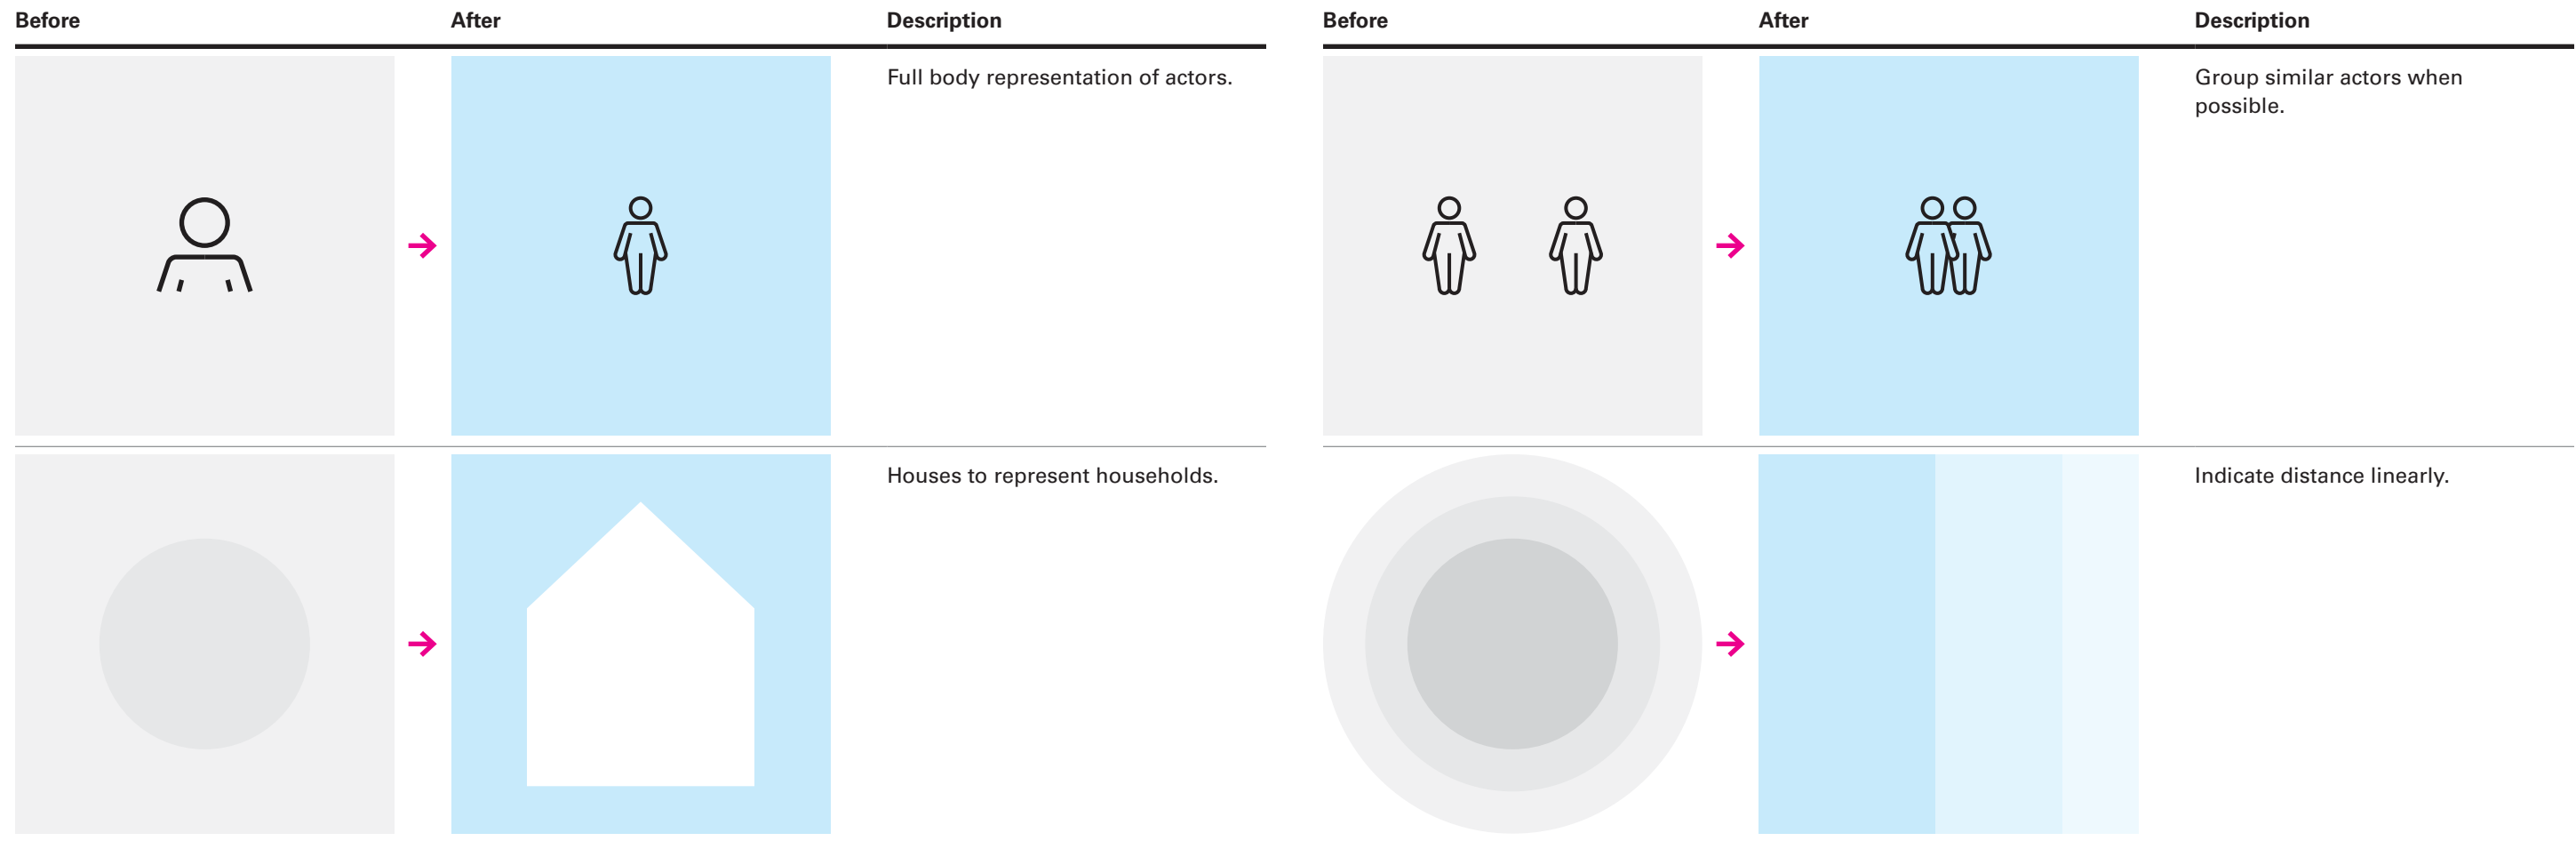 Before
After
Description
Full body representation of actors.
Houses to represent households.
Before
After
Description
Group similar actors when
possible.
Indicate distance linearly.